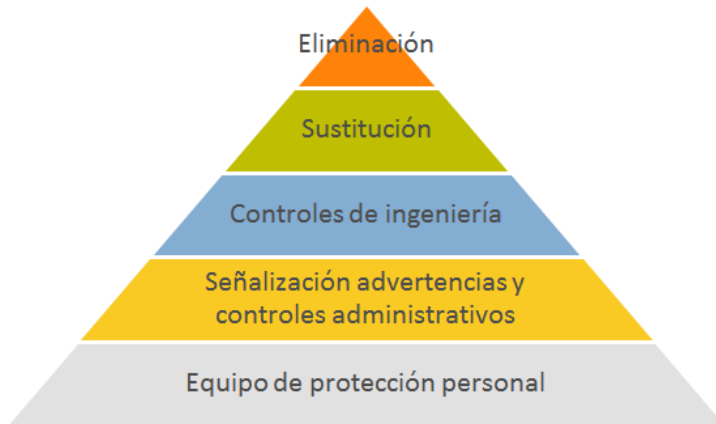 Eliminación
Sustitución
Controles de ingeniería
Señalización advertencias y
controles administrativos
Equipo de protección personal